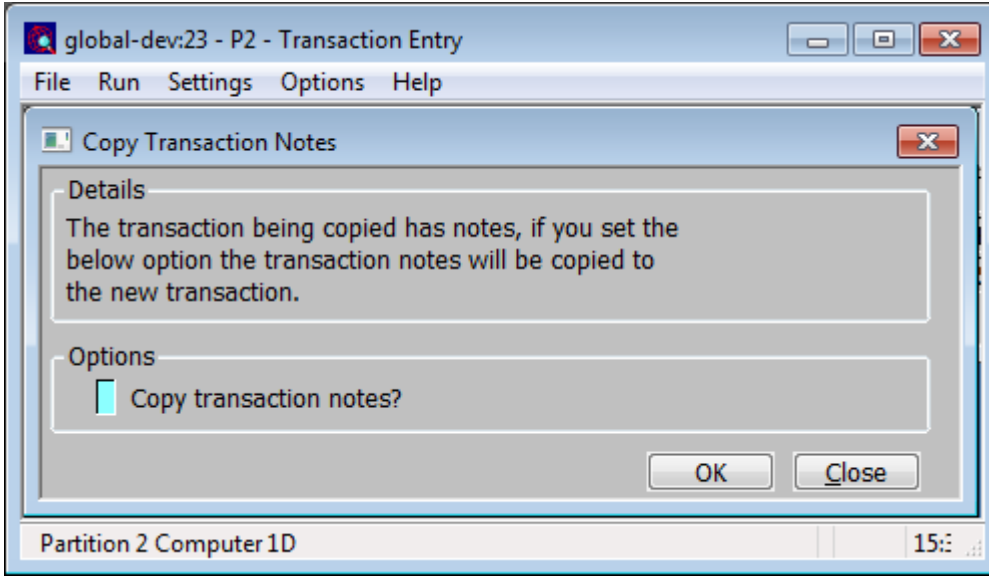 global-dev:23 - P2 - Transaction Entry
File Run Settings Options Help
Copy Transaction Notes
Details
The transaction being copied has notes, if you set the
below option the transaction notes will be copied to
the new transaction.
Options
Copy transaction notes?
OK Close
Partition 2 Computer 1D